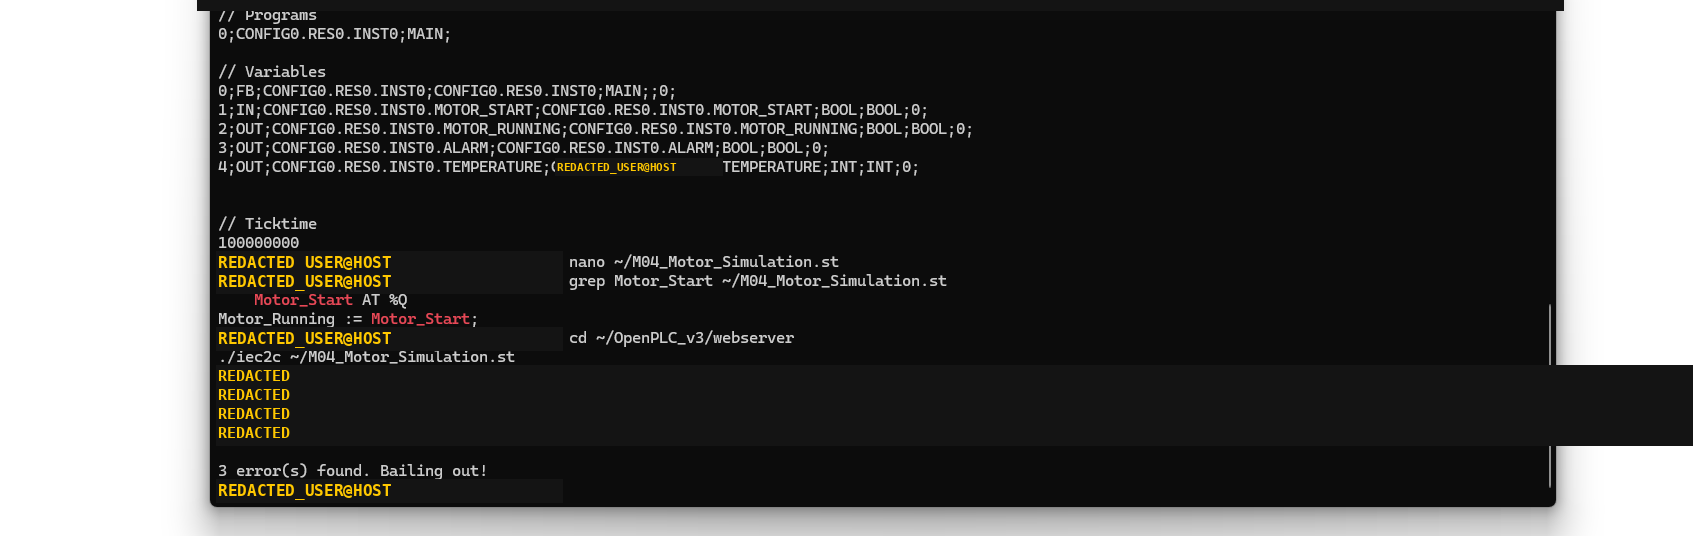 // Programs
0;CONFIG0.RES0.INST0;MAIN;
// Variables
0;FB;CONFIG0.RES0.INST0;CONFIG0.RES0.INST0;MAIN;;0;
1;IN;CONFIG0.RES0.INST0.MOTOR_START;CONFIG0.RES0.INST0.MOTOR_START;BOOL;BOOL;0;
2;OUT;CONFIG0.RES0.INST0.MOTOR_RUNNING;CONFIG0.RES0.INST0.MOTOR_RUNNING;BOOL;BOOL;0;
3;OUT;CONFIG0.RES0.INST0.ALARM;CONFIG0.RES0.INST0.ALARM;BOOL;BOOL;0;
4;OUT;CONFIG0.RES0.INST0.TEMPERATURE; REDACTED_USER@HOST TEMPERATURE;INT;INT;0;
// Ticktime
100000000
REDACTED_USER@HOST nano ~/M04_Motor_Simulation.st
REDACTED_USER@HOST grep Motor_Start ~/M04_Motor_Simulation.st
Motor_Start AT %Q
Motor_Running := Motor_Start;
REDACTED_USER@HOST cd ~/OpenPLC_v3/webserver
./iec2c ~/M04_Motor_Simulation.st
REDACTED
REDACTED
REDACTED
REDACTED
3 error(s) found. Bailing out!
REDACTED_USER@HOST